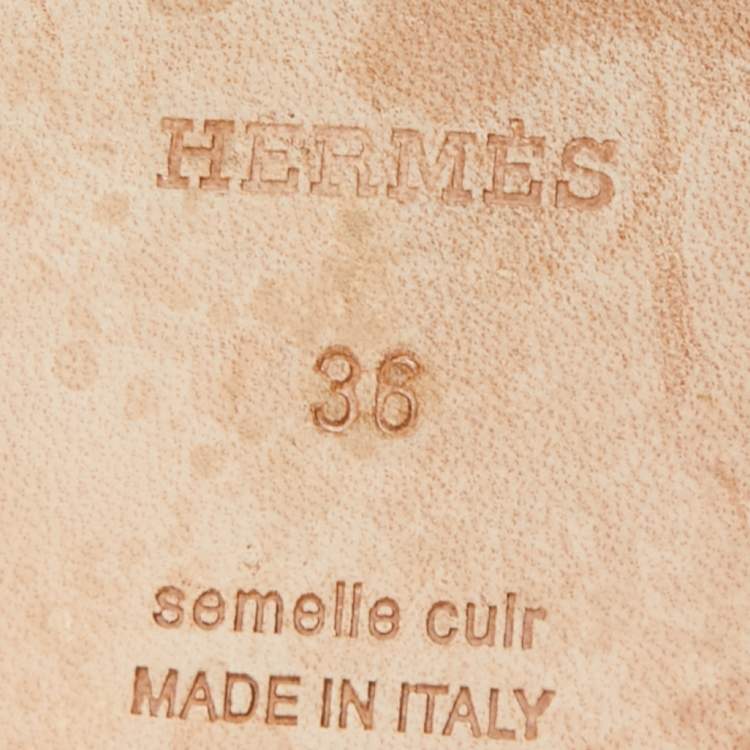 HERMÈS
36
semelle cuir
MADE IN ITALY